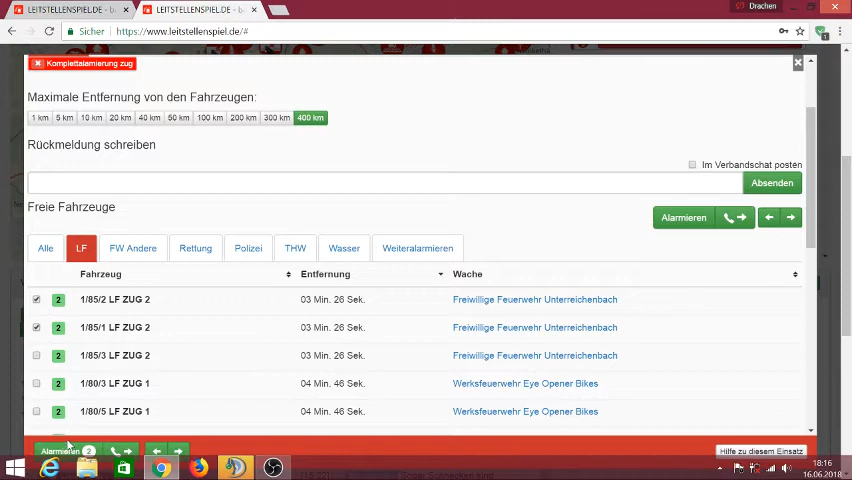 LEITSTELLENSPIEL.DE - b
LEITSTELLENSPIEL.DE - b
Drachen
Sicher
https://www.leitstellenspiel.de/#
Komplettalamierung zug
Maximale Entfernung von den Fahrzeugen:
1 km 5 km 10 km 20 km 40 km 50 km 100 km 200 km 300 km 400 km
Rückmeldung schreiben
Im Verbandschat posten
Absenden
Freie Fahrzeuge
Alarmieren
Alle LF FW Andere Rettung Polizei THW Wasser Weiteralarmieren
Fahrzeug Entfernung Wache
2 1/85/2 LF ZUG 2 03 Min. 26 Sek. Freiwillige Feuerwehr Unterreichenbach
2 1/85/1 LF ZUG 2 03 Min. 26 Sek. Freiwillige Feuerwehr Unterreichenbach
2 1/85/3 LF ZUG 2 03 Min. 26 Sek. Freiwillige Feuerwehr Unterreichenbach
2 1/80/3 LF ZUG 1 04 Min. 46 Sek. Werksfeuerwehr Eye Opener Bikes
2 1/80/5 LF ZUG 1 04 Min. 46 Sek. Werksfeuerwehr Eye Opener Bikes
Alarmieren 2
Hilfe zu diesem Einsatz
18:16
16.06.2018